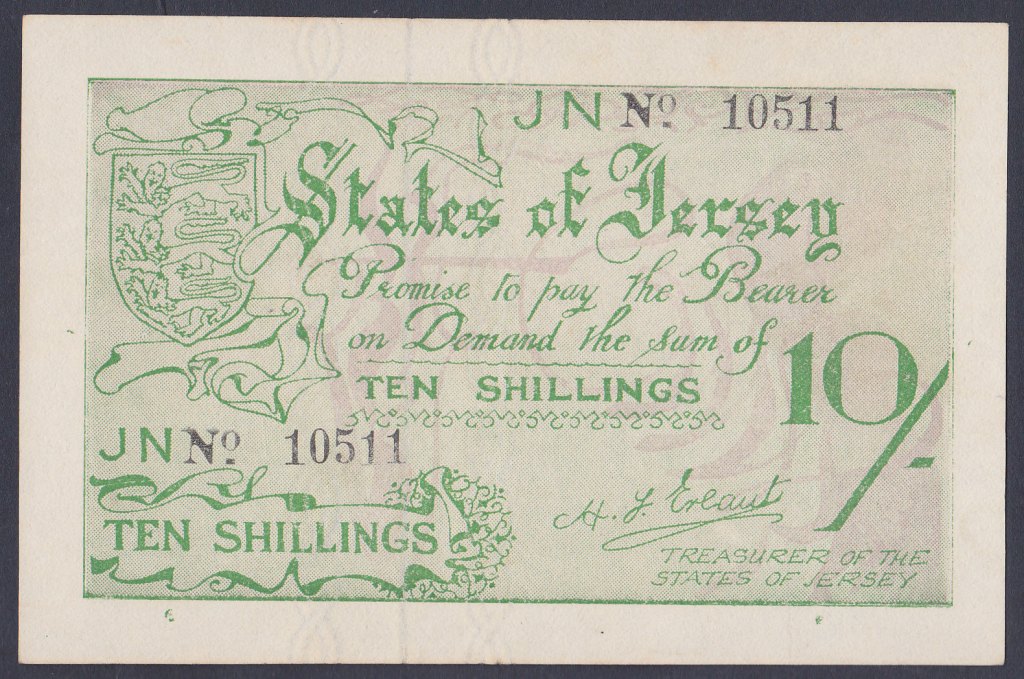 JN No 10511
States of Jersey
Promise to pay the Bearer
on Demand the sum of
TEN SHILLINGS
10/-
JN No 10511
TEN SHILLINGS
H. F. Ereaut
TREASURER OF THE
STATES OF JERSEY